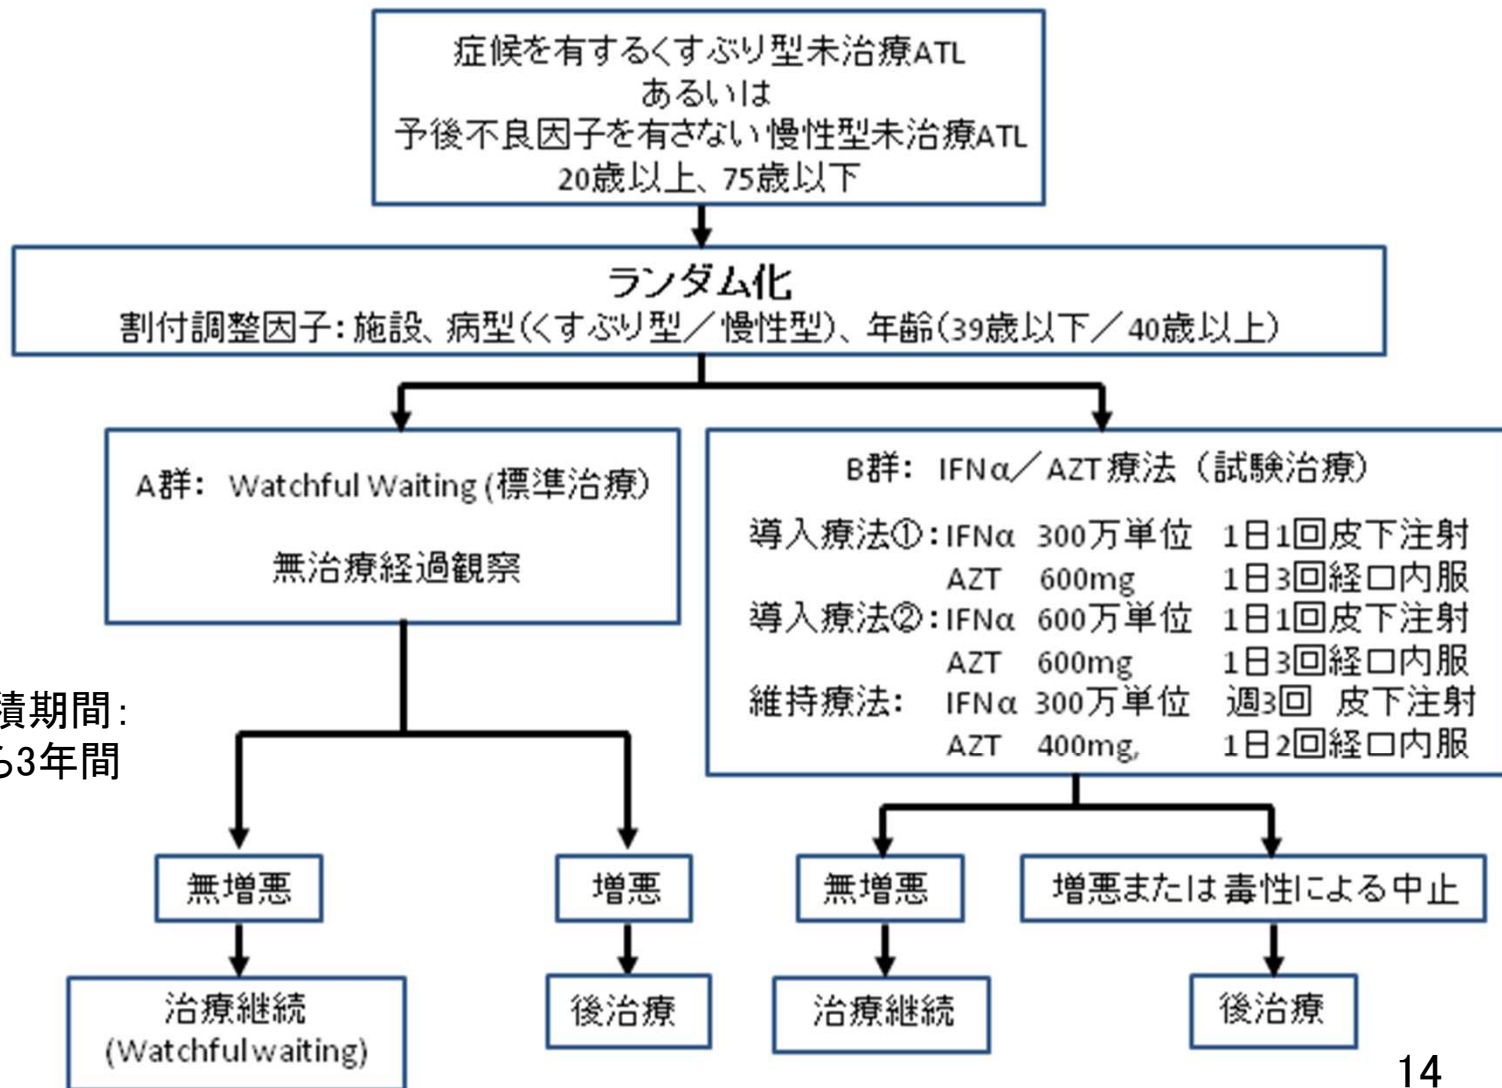 症候を有するくすぶり型未治療ATL
あるいは
予後不良因子を有さない慢性型未治療ATL
20歳以上、75歳以下
ランダム化
割付調整因子：施設、病型（くすぶり型／慢性型）、年齢（39歳以下／40歳以上）
A群： Watchful Waiting (標準治療)
無治療経過観察
B群： IFNα／AZT療法（試験治療）
導入療法①：IFNα 300万単位 1日1回皮下注射
AZT 600mg 1日3回経口内服
導入療法②：IFNα 600万単位 1日1回皮下注射
AZT 600mg 1日3回経口内服
維持療法： IFNα 300万単位 週3回 皮下注射
AZT 400mg, 1日2回経口内服
積期間：
ら3年間
無増悪
増悪
無増悪
増悪または毒性による中止
治療継続
(Watchful waiting)
後治療
治療継続
後治療
14